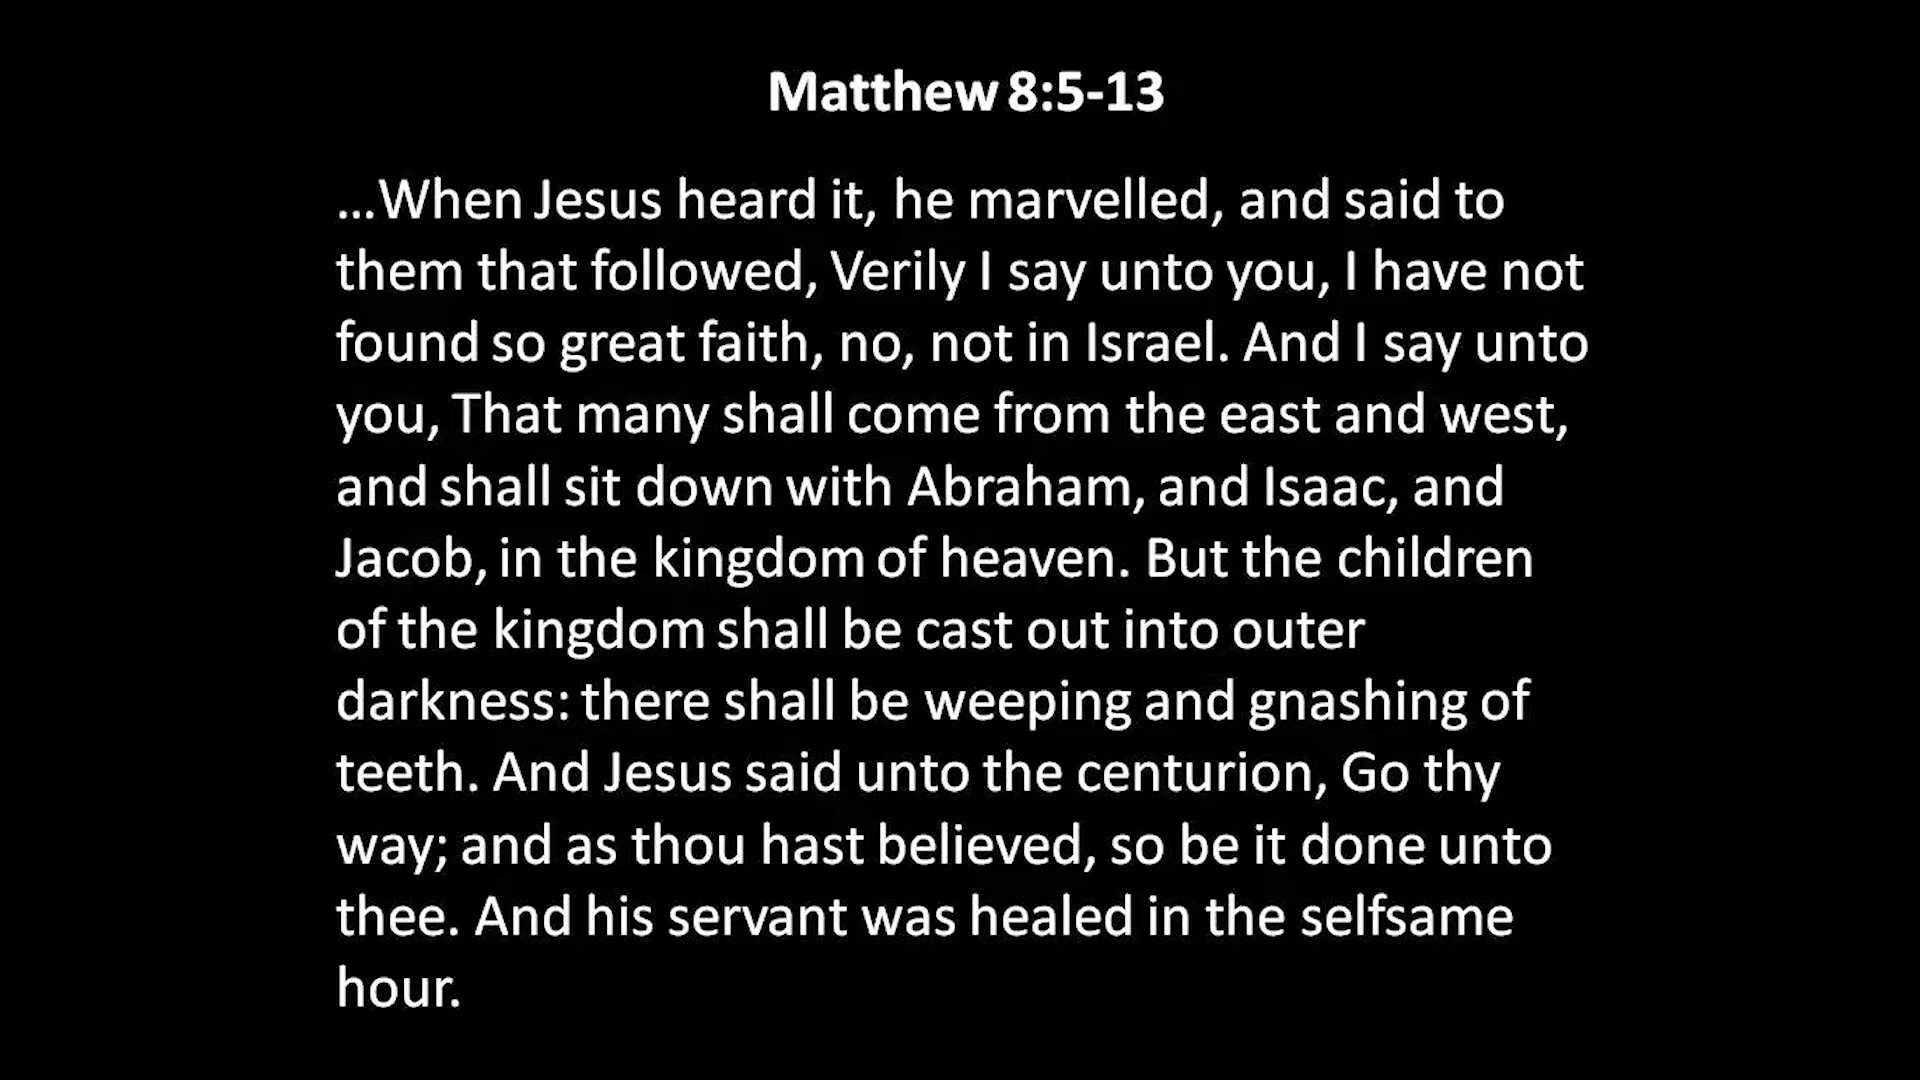 Matthew 8:5-13
...When Jesus heard it, he marvelled, and said to
them that followed, Verily I say unto you, I have not
found so great faith, no, not in Israel. And I say unto
you, That many shall come from the east and west,
and shall sit down with Abraham, and Isaac, and
Jacob, in the kingdom of heaven. But the children
of the kingdom shall be cast out into outer
darkness: there shall be weeping and gnashing of
teeth. And Jesus said unto the centurion, Go thy
way; and as thou hast believed, so be it done unto
thee. And his servant was healed in the selfsame
hour.